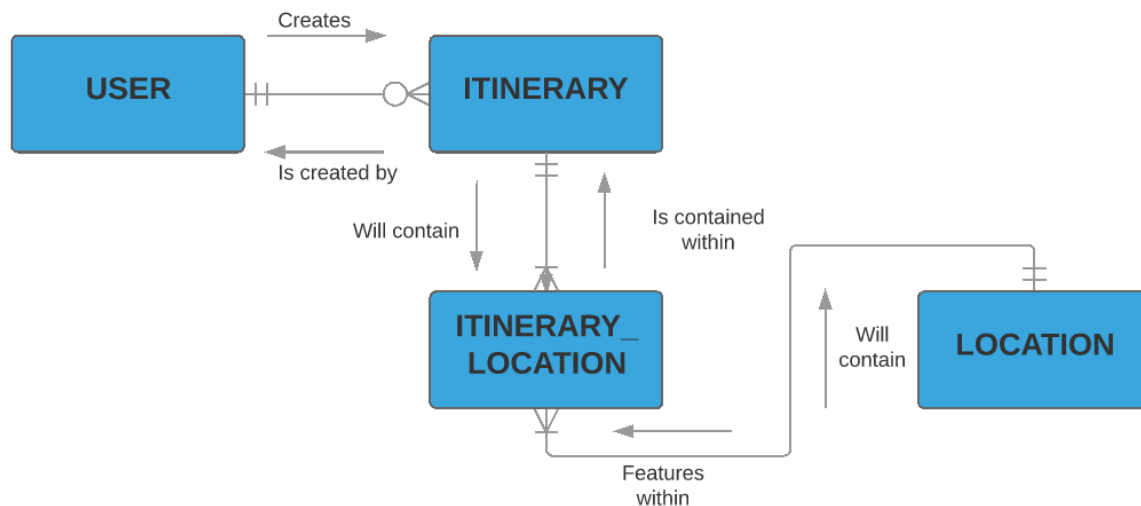 Creates
USER
ITINERARY
Is created by
Will contain
Is contained
within
ITINERARY_
LOCATION
Will
contain
LOCATION
Features
within